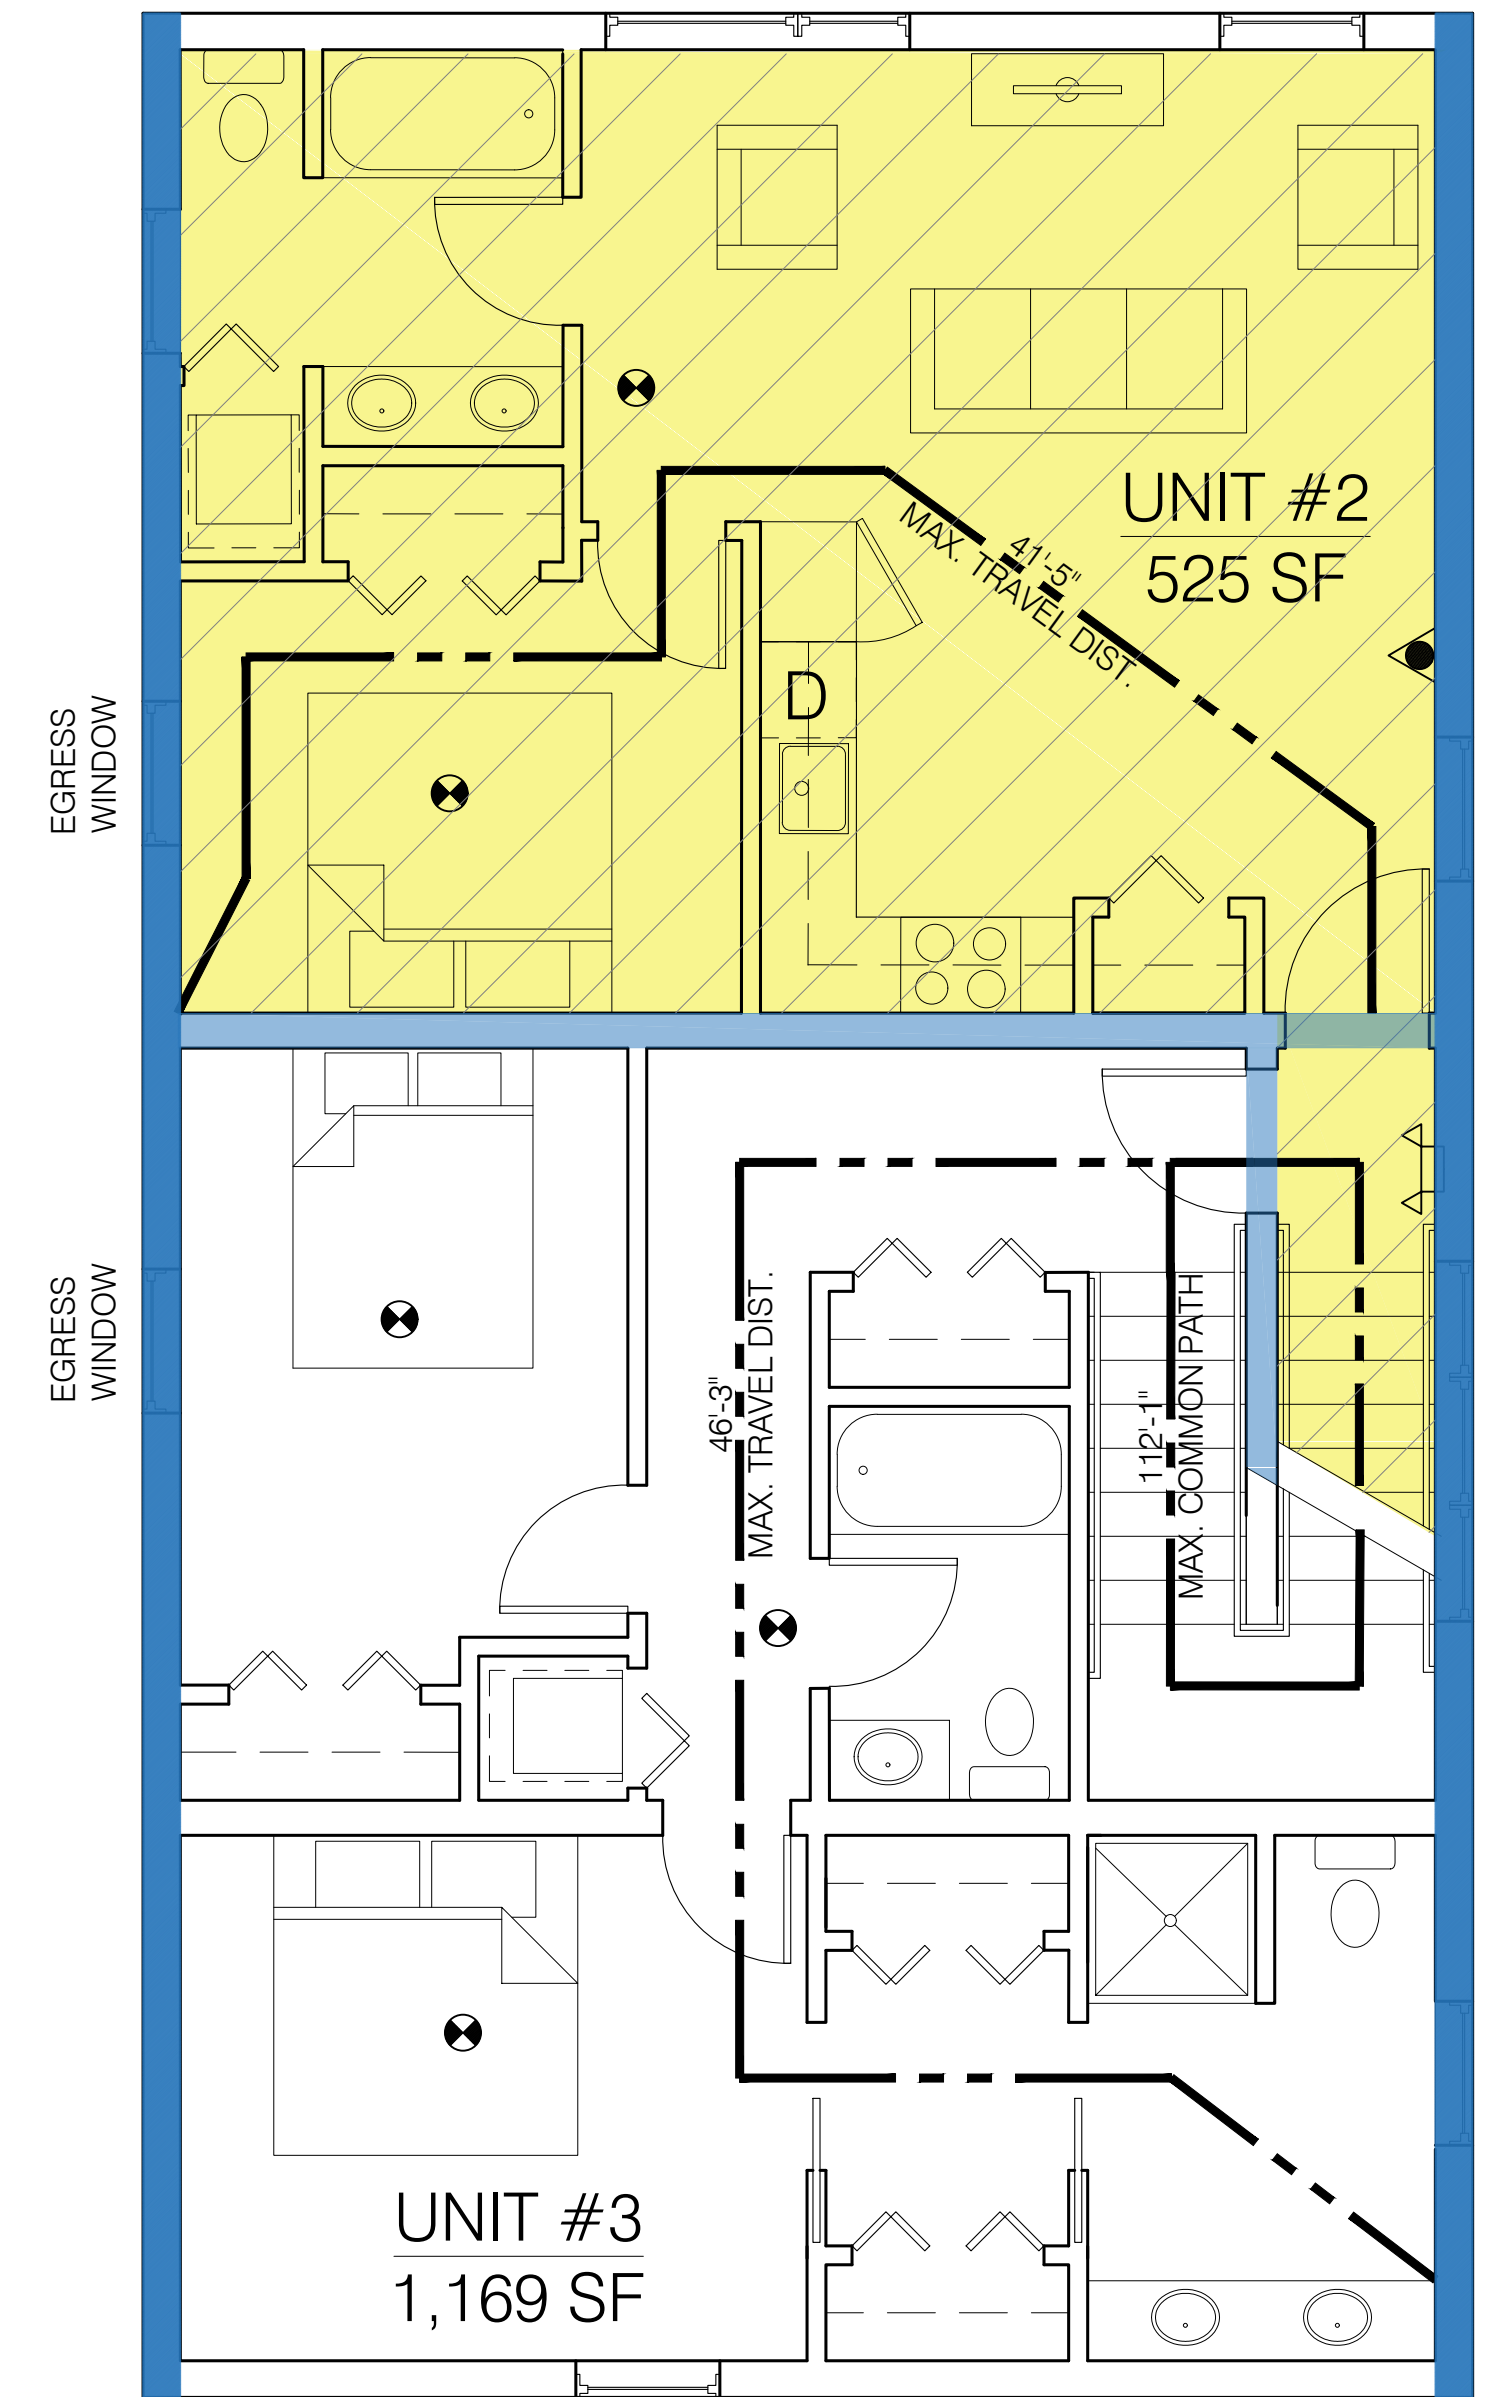 UNIT #2
525 SF
41'-5"
MAX. TRAVEL DIST.
D
EGRESS
WINDOW
EGRESS
WINDOW
46'-3"
MAX. TRAVEL DIST.
112'-1"
MAX. COMMON PATH
UNIT #3
1,169 SF